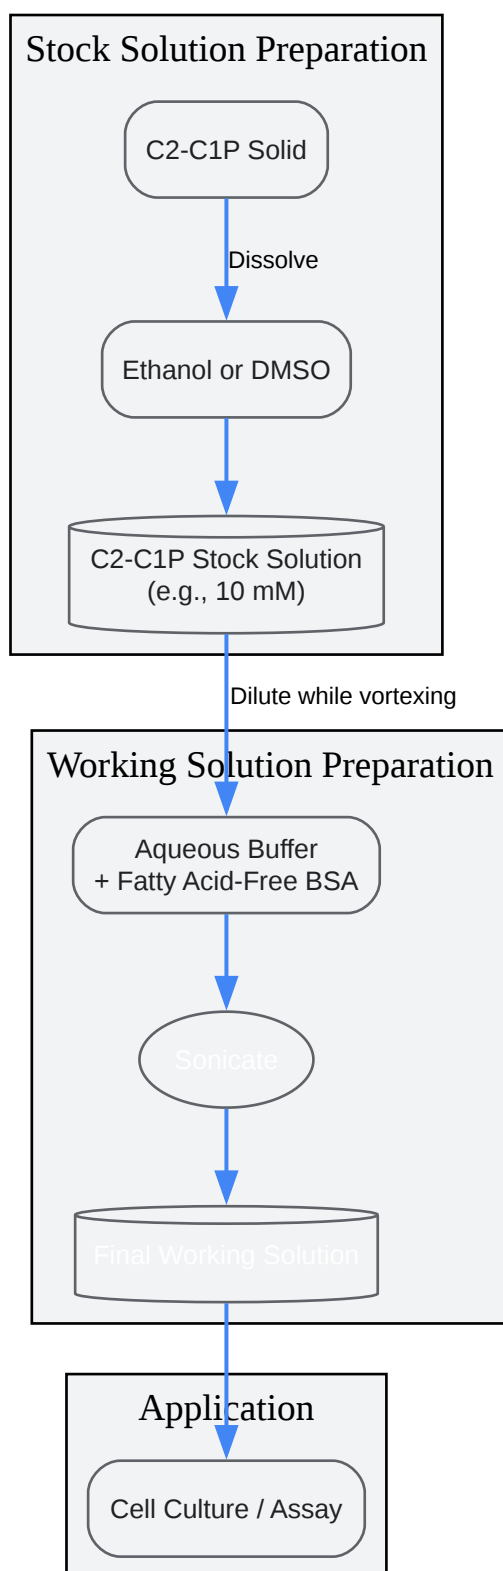 Stock Solution Preparation
C2-C1P Solid
Dissolve
Ethanol or DMSO
C2-C1P Stock Solution
(e.g., 10 mM)
Dilute while vortexing
Working Solution Preparation
Aqueous Buffer
+ Fatty Acid-Free BSA
Sonicate
Final Working Solution
Application
Cell Culture / Assay